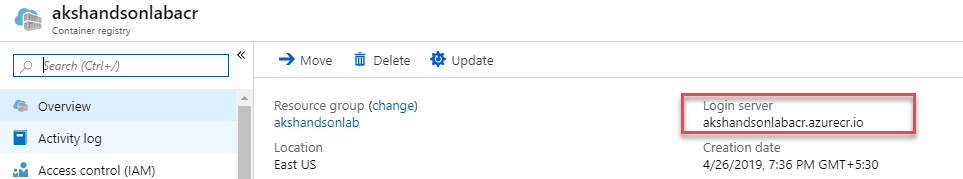 akshandsonlabacr
Container registry
Search (Ctrl+/)
Overview
Activity log
Access control (IAM)
Move Delete Update
Resource group (change)
akshandsonlab
Location
East US
Login server
akshandsonlabacr.azurecr.io
Creation date
4/26/2019, 7:36 PM GMT+5:30